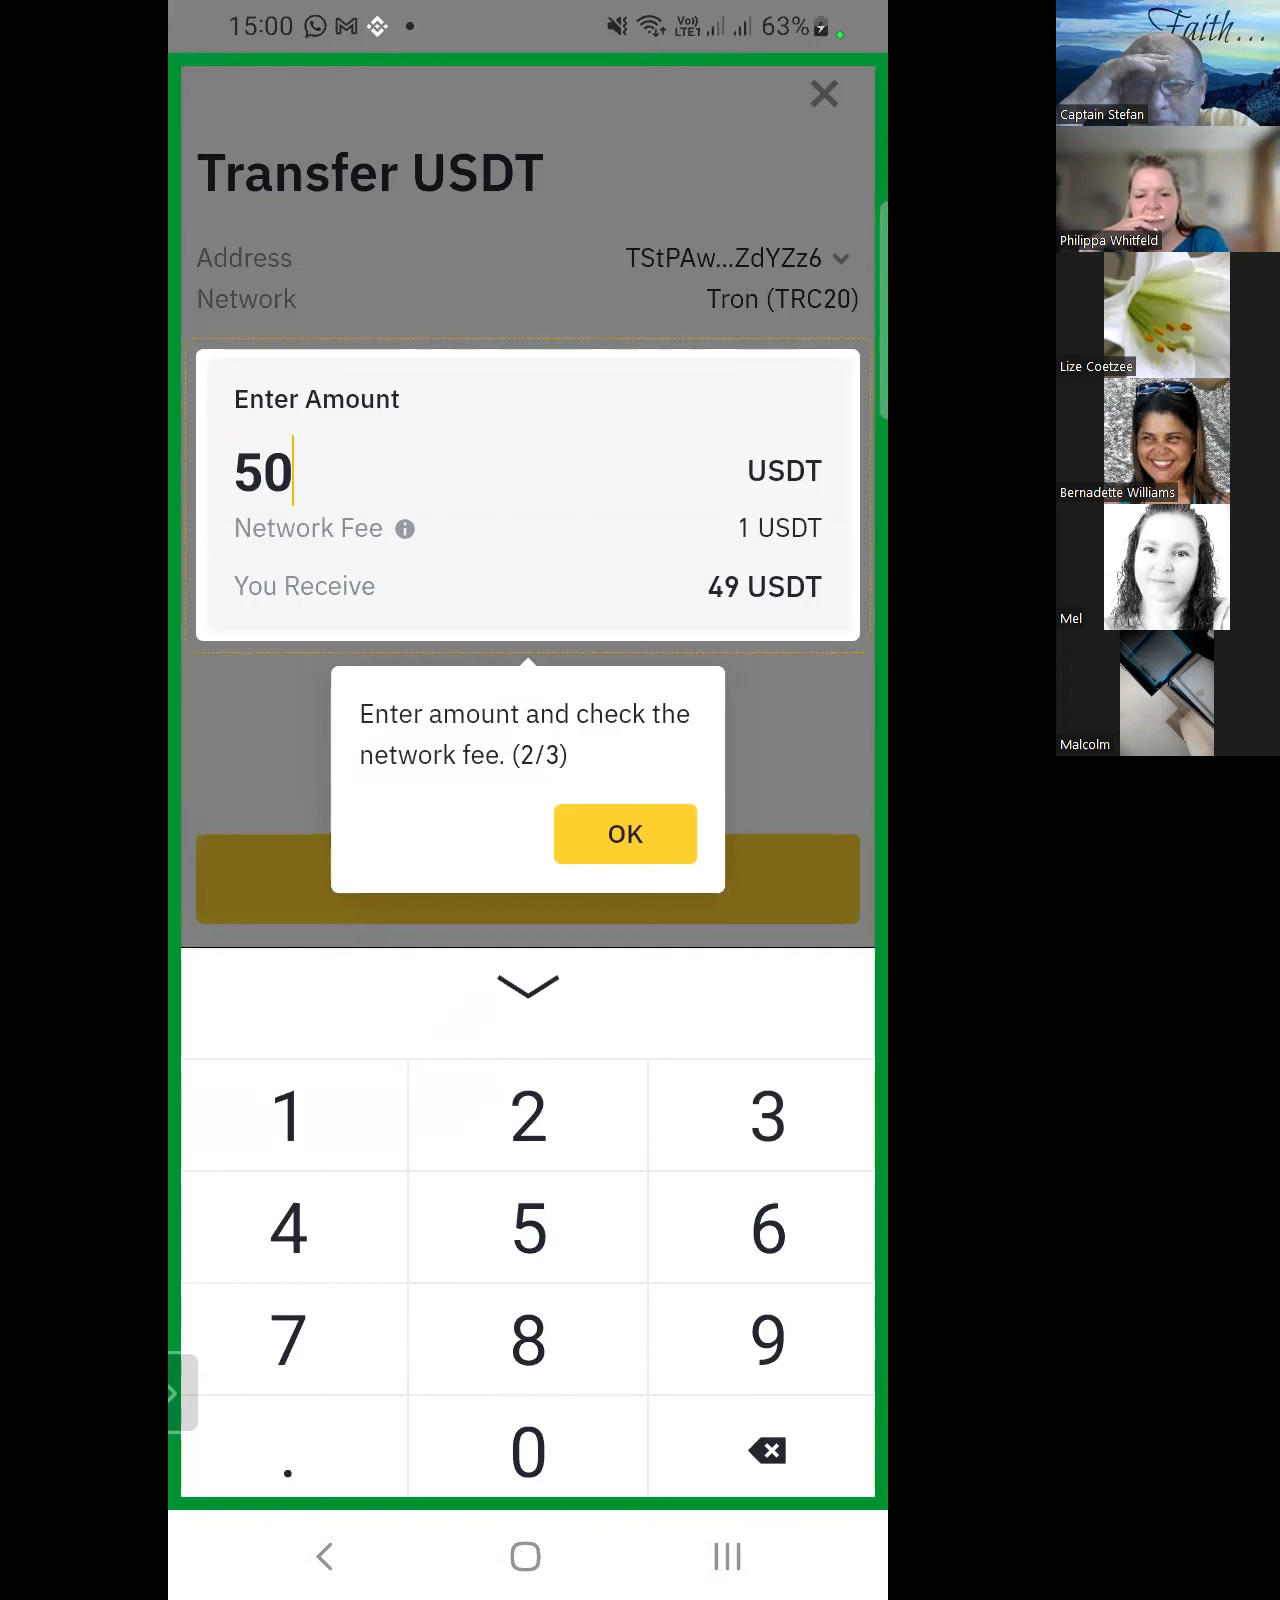 15:00
Vo))
LTE1
63%
Transfer USDT
Address
TStPAw...ZdYZz6
Network
Tron (TRC20)
Enter Amount
50
USDT
Network Fee
1 USDT
You Receive
49 USDT
Enter amount and check the
network fee. (2/3)
OK
1
2
3
4
5
6
7
8
9
.
0
Faith...
Captain Stefan
Philippa Whitfeld
Lize Coetzee
Bernadette Williams
Mel
Malcolm